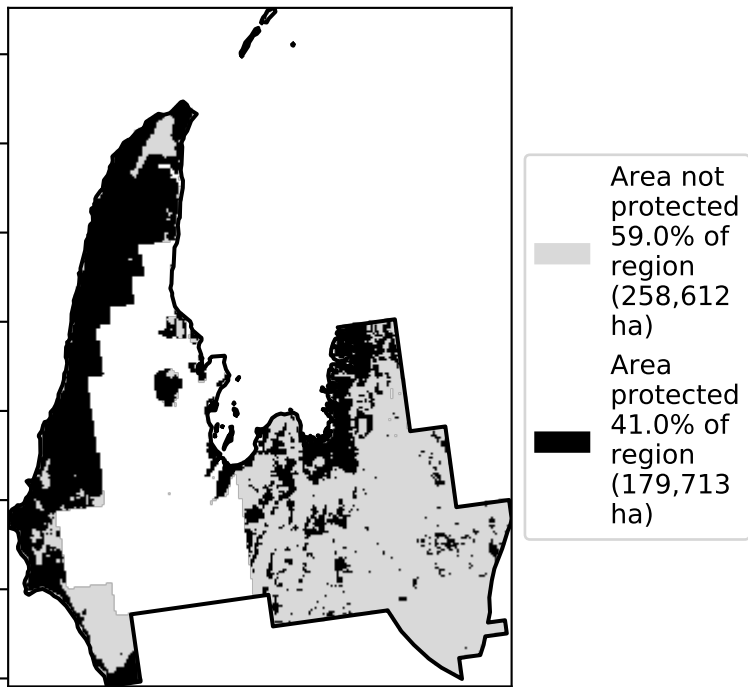 Area not
protected
59.0% of
region
(258,612
ha)
Area
protected
41.0% of
region
(179,713
ha)